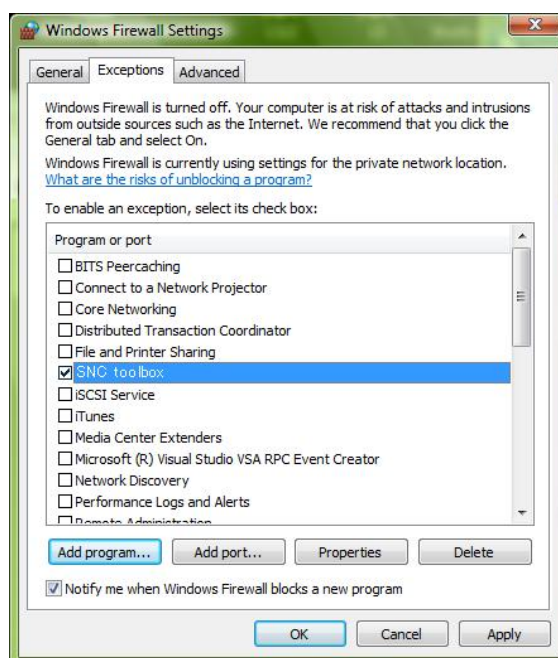 Windows Firewall Settings
General Exceptions Advanced
Windows Firewall is turned off. Your computer is at risk of attacks and intrusions
from outside sources such as the Internet. We recommend that you click the
General tab and select On.
Windows Firewall is currently using settings for the private network location.
What are the risks of unblocking a program?
To enable an exception, select its check box:
Program or port
BITS Peercaching
Connect to a Network Projector
Core Networking
Distributed Transaction Coordinator
File and Printer Sharing
SNC toolbox
iSCSI Service
iTunes
Media Center Extenders
Microsoft (R) Visual Studio VSA RPC Event Creator
Network Discovery
Performance Logs and Alerts
Remote Administration
Add program... Add port... Properties Delete
Notify me when Windows Firewall blocks a new program
OK Cancel Apply